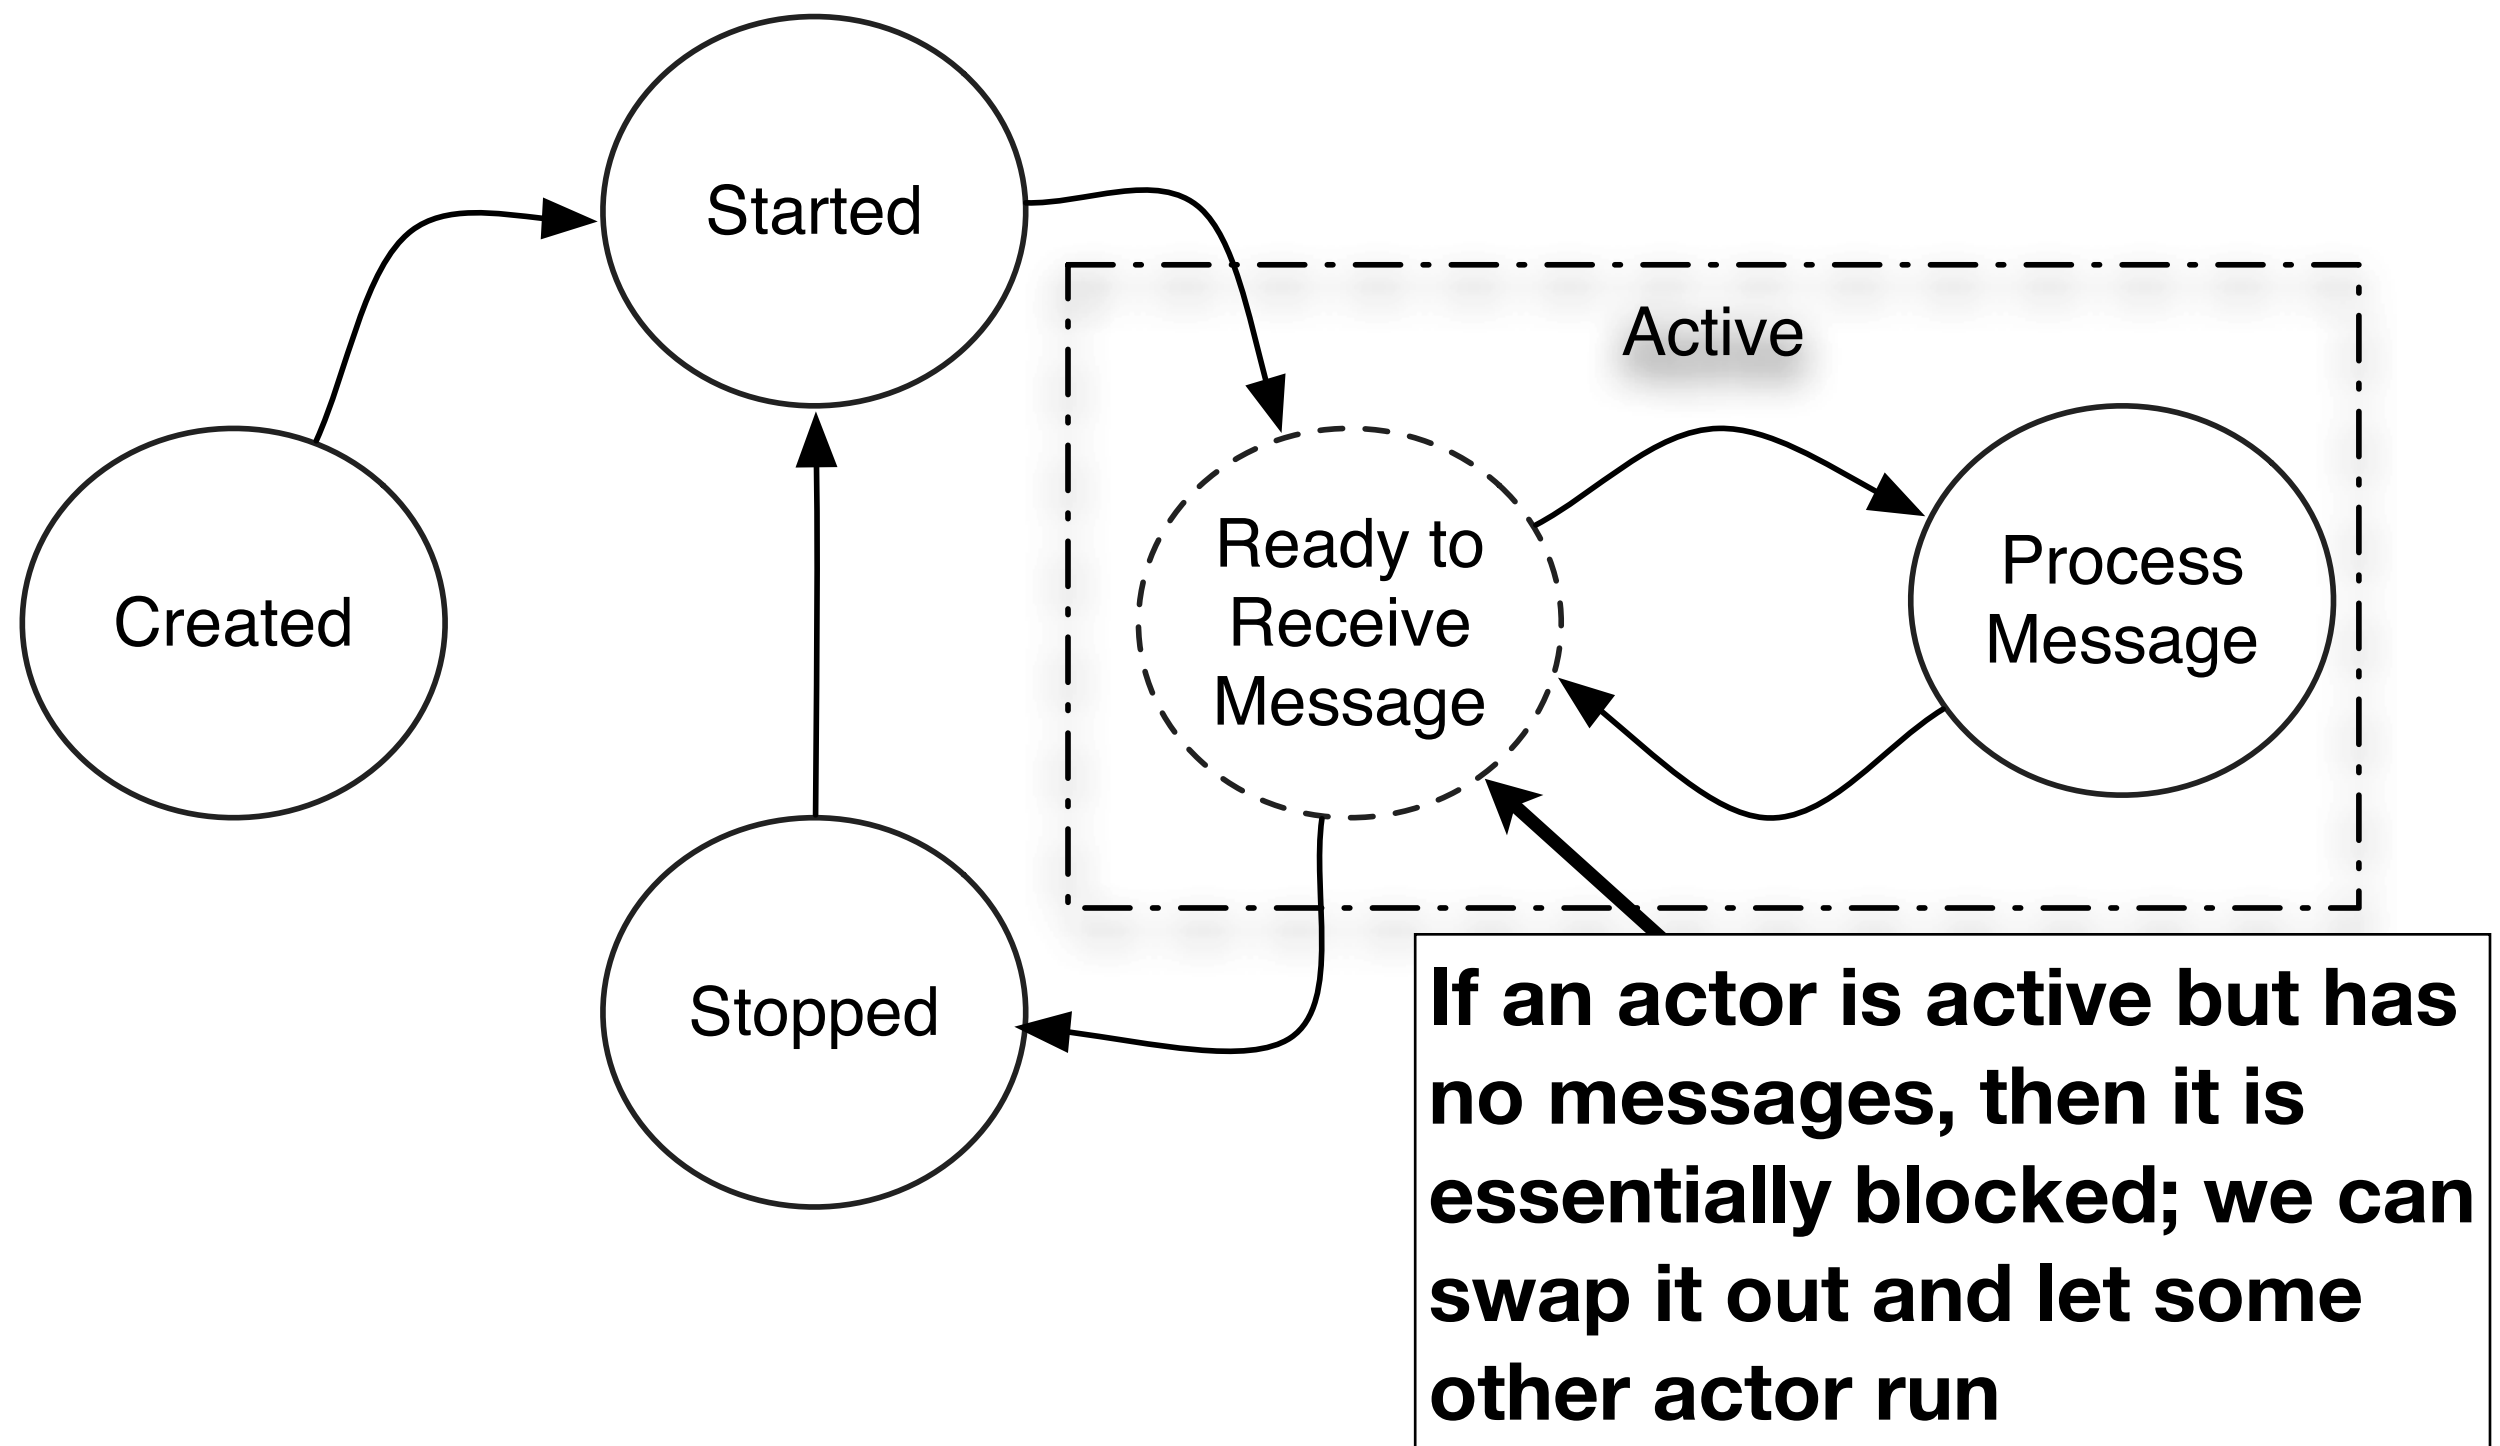 Started
Active
Created
Ready to
Receive
Message
Process
Message
Stopped
If an actor is active but has
no messages, then it is
essentially blocked; we can
swap it out and let some
other actor run